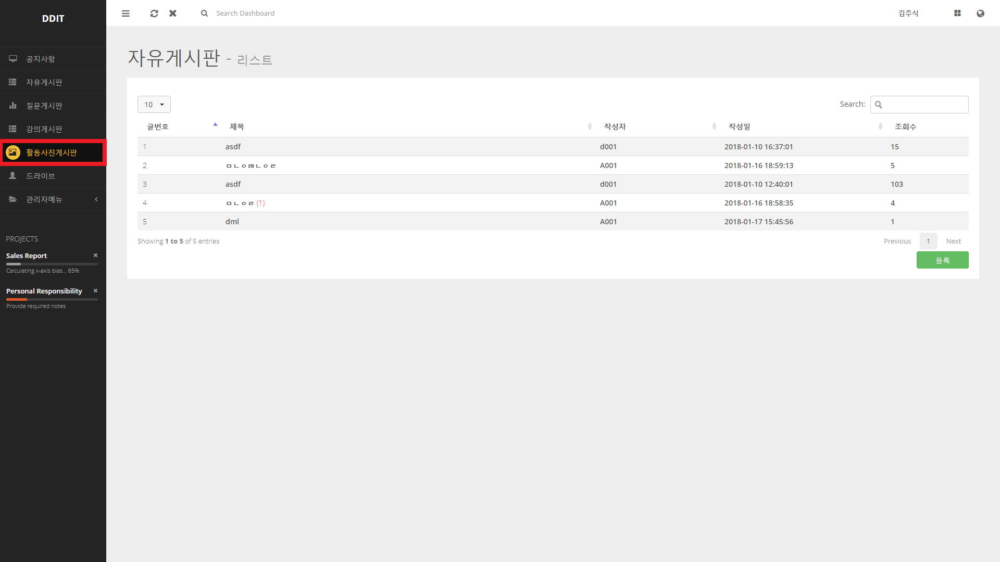 DDIT
Search Dashboard
김주식
공지사항
자유게시판
질문게시판
강의게시판
활동사진게시판
드라이브
관리자메뉴
PROJECTS
Sales Report
Calculating x-axis bias... 65%
Personal Responsibility
Provide required notes
자유게시판 - 리스트
10
Search:
글번호 제목 작성자 작성일 조회수
1 asdf d001 2018-01-10 16:37:01 15
2 ㅁㄴㅇ래ㄴㅇㄹ A001 2018-01-16 18:59:13 5
3 asdf d001 2018-01-10 12:40:01 103
4 ㅁㄴㅇㄹ (1) A001 2018-01-16 18:58:35 4
5 dml A001 2018-01-17 15:45:56 1
Showing 1 to 5 of 5 entries
Previous 1 Next
등록